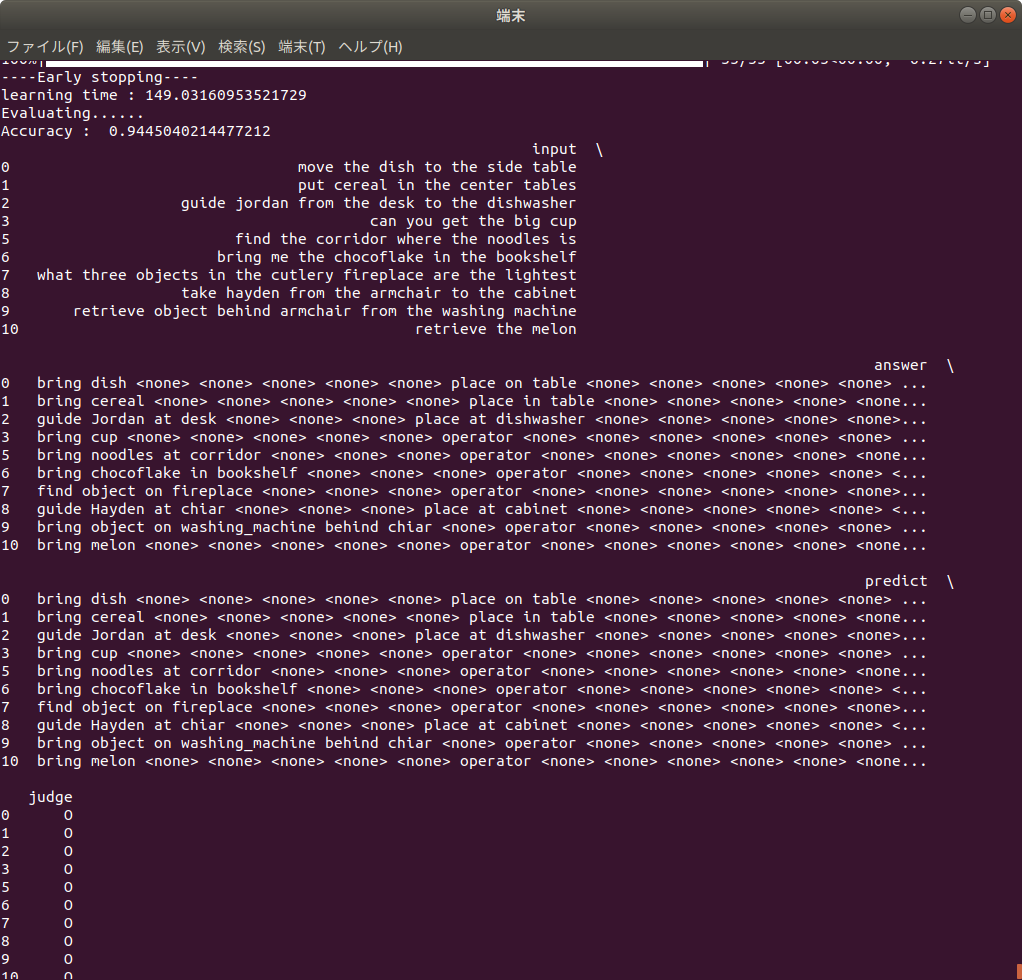 端末
ファイル(F) 編集(E) 表示(V) 検索(S) 端末(T) ヘルプ(H)
----Early stopping----
learning time : 149.03160953521729
Evaluating......
Accuracy :  0.9445040214477212
input  \
0 move the dish to the side table
1 put cereal in the center tables
2 guide jordan from the desk to the dishwasher
3 can you get the big cup
5 find the corridor where the noodles is
6 bring me the chocoflake in the bookshelf
7 what three objects in the cutlery fireplace are the lightest
8 take hayden from the armchair to the cabinet
9 retrieve object behind armchair from the washing machine
10 retrieve the melon
answer  \
0 bring dish <none> <none> <none> <none> <none> place on table <none> <none> <none> <none> <none> ...
1 bring cereal <none> <none> <none> <none> <none> place in table <none> <none> <none> <none> <none...
2 guide Jordan at desk <none> <none> <none> place at dishwasher <none> <none> <none> <none> <none>...
3 bring cup <none> <none> <none> <none> <none> operator <none> <none> <none> <none> <none> <none> ...
5 bring noodles at corridor <none> <none> <none> operator <none> <none> <none> <none> <none> <none...
6 bring chocoflake in bookshelf <none> <none> <none> operator <none> <none> <none> <none> <none> <...
7 find object on fireplace <none> <none> <none> operator <none> <none> <none> <none> <none> <none>...
8 guide Hayden at chiar <none> <none> <none> place at cabinet <none> <none> <none> <none> <none> <...
9 bring object on washing_machine behind chiar <none> operator <none> <none> <none> <none> <none> ...
10 bring melon <none> <none> <none> <none> <none> operator <none> <none> <none> <none> <none> <none...
predict  \
0 bring dish <none> <none> <none> <none> <none> place on table <none> <none> <none> <none> <none> ...
1 bring cereal <none> <none> <none> <none> <none> place in table <none> <none> <none> <none> <none...
2 guide Jordan at desk <none> <none> <none> place at dishwasher <none> <none> <none> <none> <none>...
3 bring cup <none> <none> <none> <none> <none> operator <none> <none> <none> <none> <none> <none> ...
5 bring noodles at corridor <none> <none> <none> operator <none> <none> <none> <none> <none> <none...
6 bring chocoflake in bookshelf <none> <none> <none> operator <none> <none> <none> <none> <none> <...
7 find object on fireplace <none> <none> <none> operator <none> <none> <none> <none> <none> <none>...
8 guide Hayden at chiar <none> <none> <none> place at cabinet <none> <none> <none> <none> <none> <...
9 bring object on washing_machine behind chiar <none> operator <none> <none> <none> <none> <none> ...
10 bring melon <none> <none> <none> <none> <none> operator <none> <none> <none> <none> <none> <none...
judge
0 O
1 O
2 O
3 O
5 O
6 O
7 O
8 O
9 O
10 O